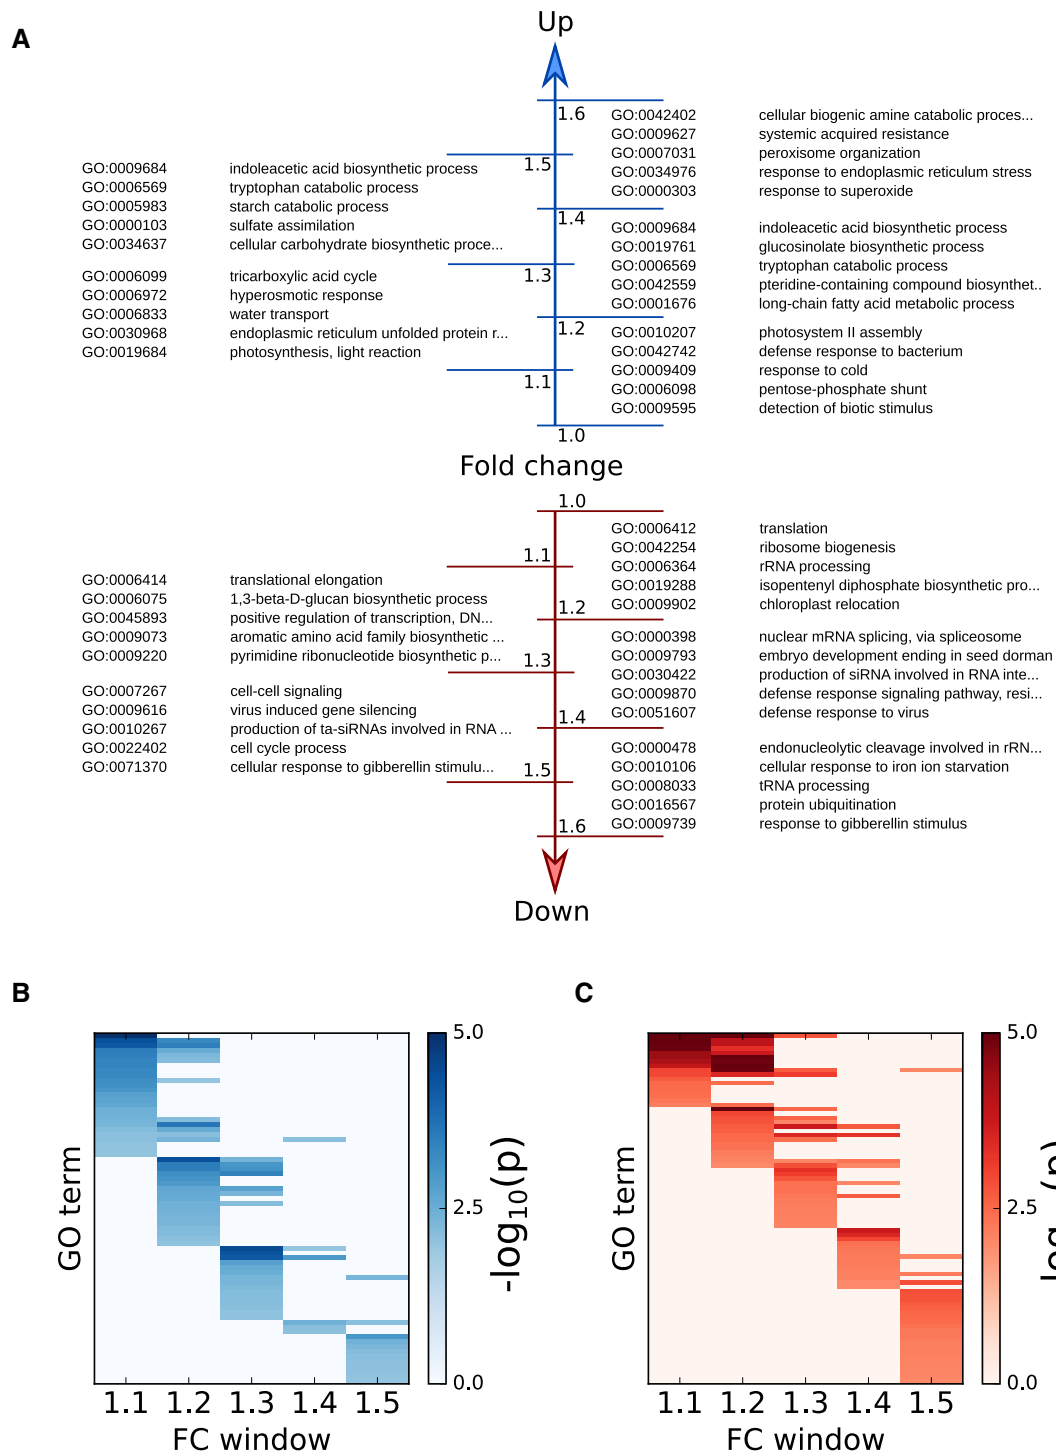 A
Up
1.6
GO:0042402 cellular biogenic amine catabolic proces...
GO:0009627 systemic acquired resistance
GO:0007031 peroxisome organization
GO:0034976 response to endoplasmic reticulum stress
GO:0000303 response to superoxide
1.5
GO:0009684 indoleacetic acid biosynthetic process
GO:0006569 tryptophan catabolic process
GO:0005983 starch catabolic process
GO:0000103 sulfate assimilation
GO:0034637 cellular carbohydrate biosynthetic proce...
1.4
GO:0009684 indoleacetic acid biosynthetic process
GO:0019761 glucosinolate biosynthetic process
GO:0006569 tryptophan catabolic process
GO:0042559 pteridine-containing compound biosynthet..
GO:0001676 long-chain fatty acid metabolic process
1.3
GO:0006099 tricarboxylic acid cycle
GO:0006972 hyperosmotic response
GO:0006833 water transport
GO:0030968 endoplasmic reticulum unfolded protein r...
GO:0019684 photosynthesis, light reaction
1.2
GO:0010207 photosystem II assembly
GO:0042742 defense response to bacterium
GO:0009409 response to cold
GO:0006098 pentose-phosphate shunt
GO:0009595 detection of biotic stimulus
1.1
1.0
Fold change
1.0
GO:0006412 translation
GO:0042254 ribosome biogenesis
GO:0006364 rRNA processing
GO:0019288 isopentenyl diphosphate biosynthetic pro...
GO:0009902 chloroplast relocation
1.1
GO:0006414 translational elongation
GO:0006075 1,3-beta-D-glucan biosynthetic process
GO:0045893 positive regulation of transcription, DN...
GO:0009073 aromatic amino acid family biosynthetic ...
GO:0009220 pyrimidine ribonucleotide biosynthetic p...
1.2
GO:0000398 nuclear mRNA splicing, via spliceosome
GO:0009793 embryo development ending in seed dorman
GO:0030422 production of siRNA involved in RNA inte...
GO:0009870 defense response signaling pathway, resi...
GO:0051607 defense response to virus
1.3
GO:0007267 cell-cell signaling
GO:0009616 virus induced gene silencing
GO:0010267 production of ta-siRNAs involved in RNA ...
GO:0022402 cell cycle process
GO:0071370 cellular response to gibberellin stimulu...
1.4
GO:0000478 endonucleolytic cleavage involved in rRN...
GO:0010106 cellular response to iron ion starvation
GO:0008033 tRNA processing
GO:0016567 protein ubiquitination
GO:0009739 response to gibberellin stimulus
1.5
1.6
Down
B
GO term
1.1 1.2 1.3 1.4 1.5
FC window
5.0
2.5
0.0
-log10(p)
C
GO term
1.1 1.2 1.3 1.4 1.5
FC window
5.0
2.5
0.0